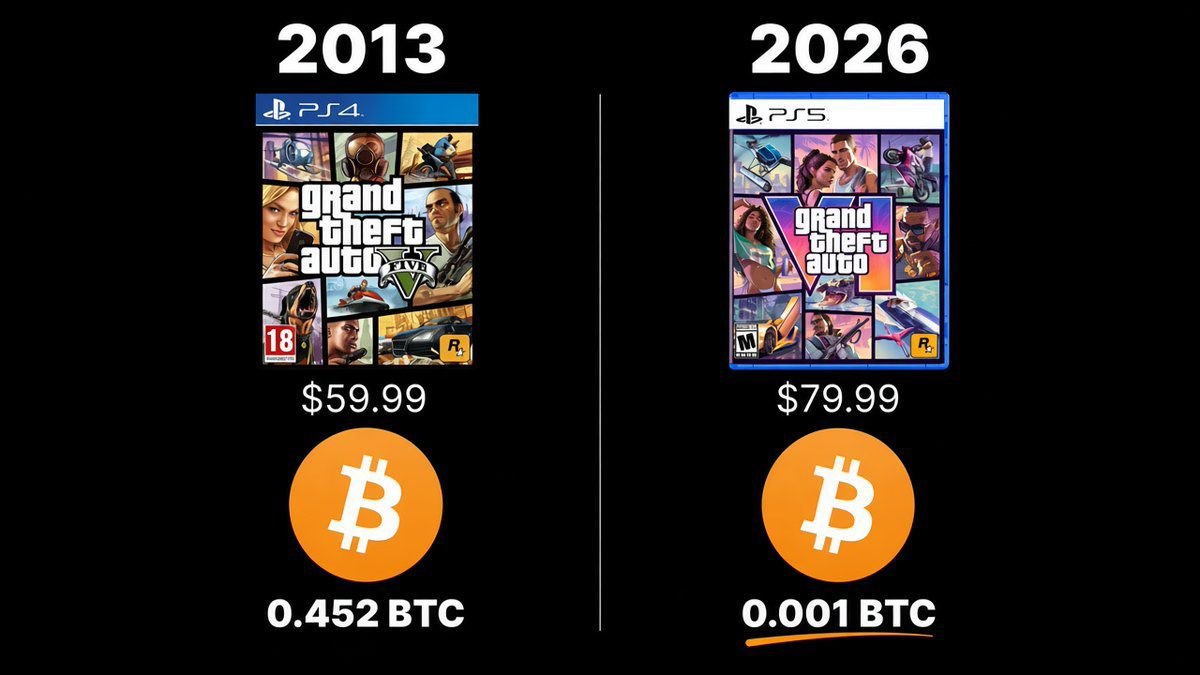 2013
PS4
grand
theft
auto
FIVE
18
R
$59.99
0.452 BTC
2026
PS5
VI
grand
theft
auto
M
R
$79.99
0.001 BTC